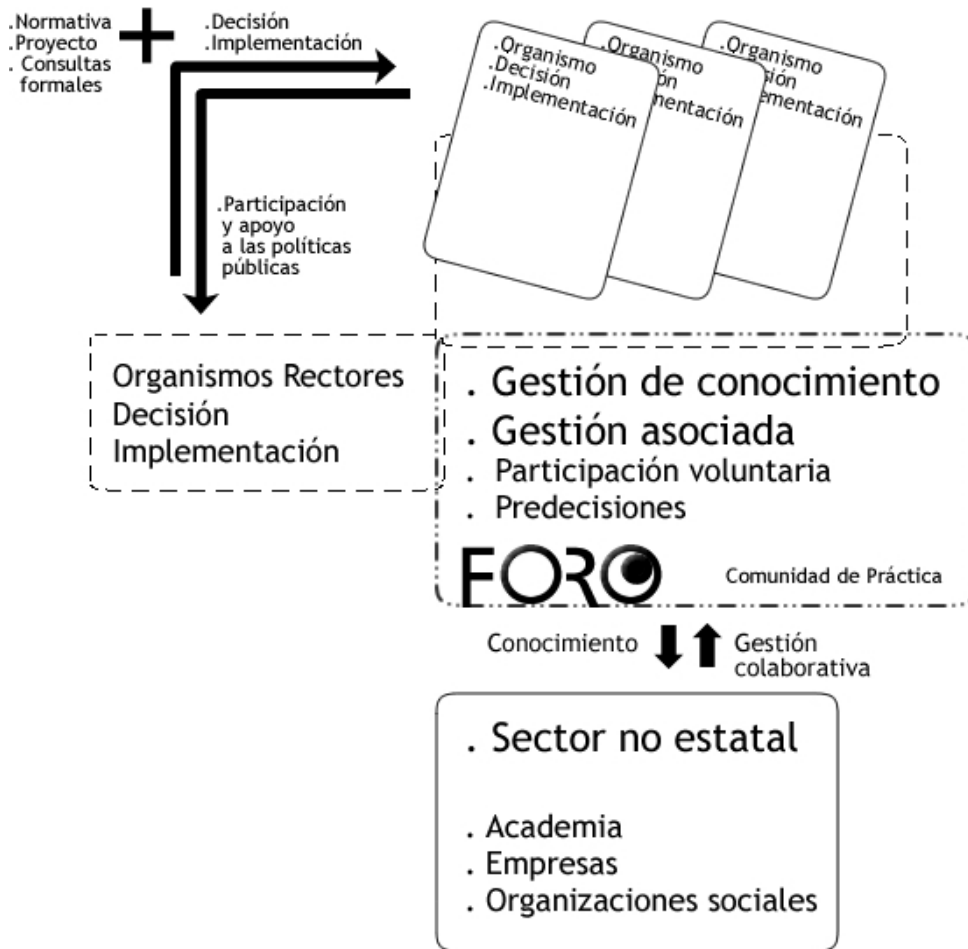 .Normativa
.Proyecto
. Consultas
formales
.Decisión
.Implementación
.Organismo
.Decisión
.Implementación
.Organismo
.Organismo
.Participación
y apoyo
a las políticas
públicas
Organismos Rectores
Decisión
Implementación
. Gestión de conocimiento
. Gestión asociada
. Participación voluntaria
. Predecisiones
FORO
Comunidad de Práctica
Conocimiento
Gestión
colaborativa
. Sector no estatal
. Academia
. Empresas
. Organizaciones sociales